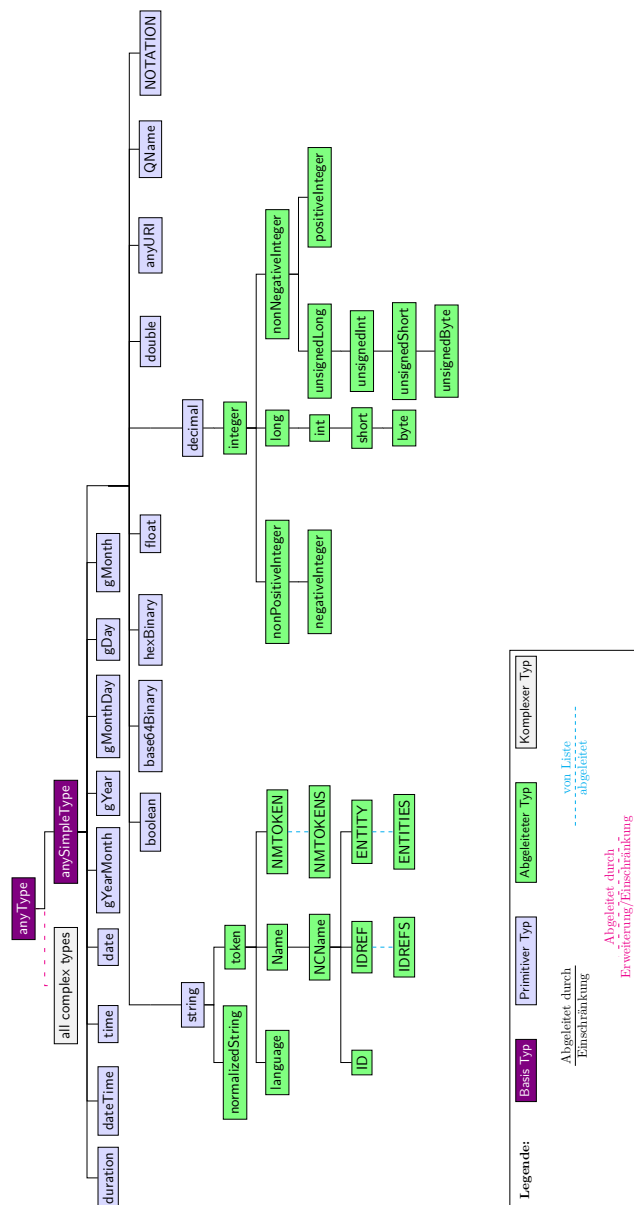 anyType
all complex types
anySimpleType
duration
dateTime
time
date
gYearMonth
gYear
gMonthDay
gDay
gMonth
boolean
base64Binary
hexBinary
float
double
anyURI
QName
NOTATION
string
decimal
normalizedString
token
integer
language
Name
NMTOKEN
nonPositiveInteger
long
nonNegativeInteger
NCName
NMTOKENS
negativeInteger
int
unsignedLong
positiveInteger
ID
IDREF
ENTITY
short
unsignedInt
IDREFS
ENTITIES
byte
unsignedShort
unsignedByte
Legende:
Basis Typ
Primitiver Typ
Abgeleiteter Typ
Komplexer Typ
Abgeleitet durch
Einschränkung
von Liste
abgeleitet
Abgeleitet durch
Erweiterung/Einschränkung